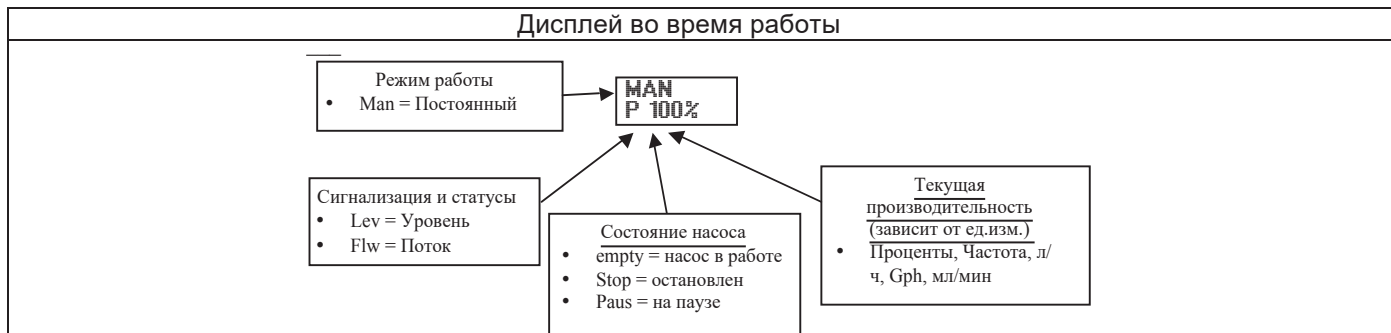 Дисплей во время работы
Режим работы
• Man = Постоянный
MAN
P 100%
Сигнализация и статусы
• Lev = Уровень
• Flw = Поток
Состояние насоса
• empty = насос в работе
• Stop = остановлен
• Paus = на паузе
Текущая
производительность
(зависит от ед.изм.)
• Проценты, Частота, л/
ч, Gph, мл/мин